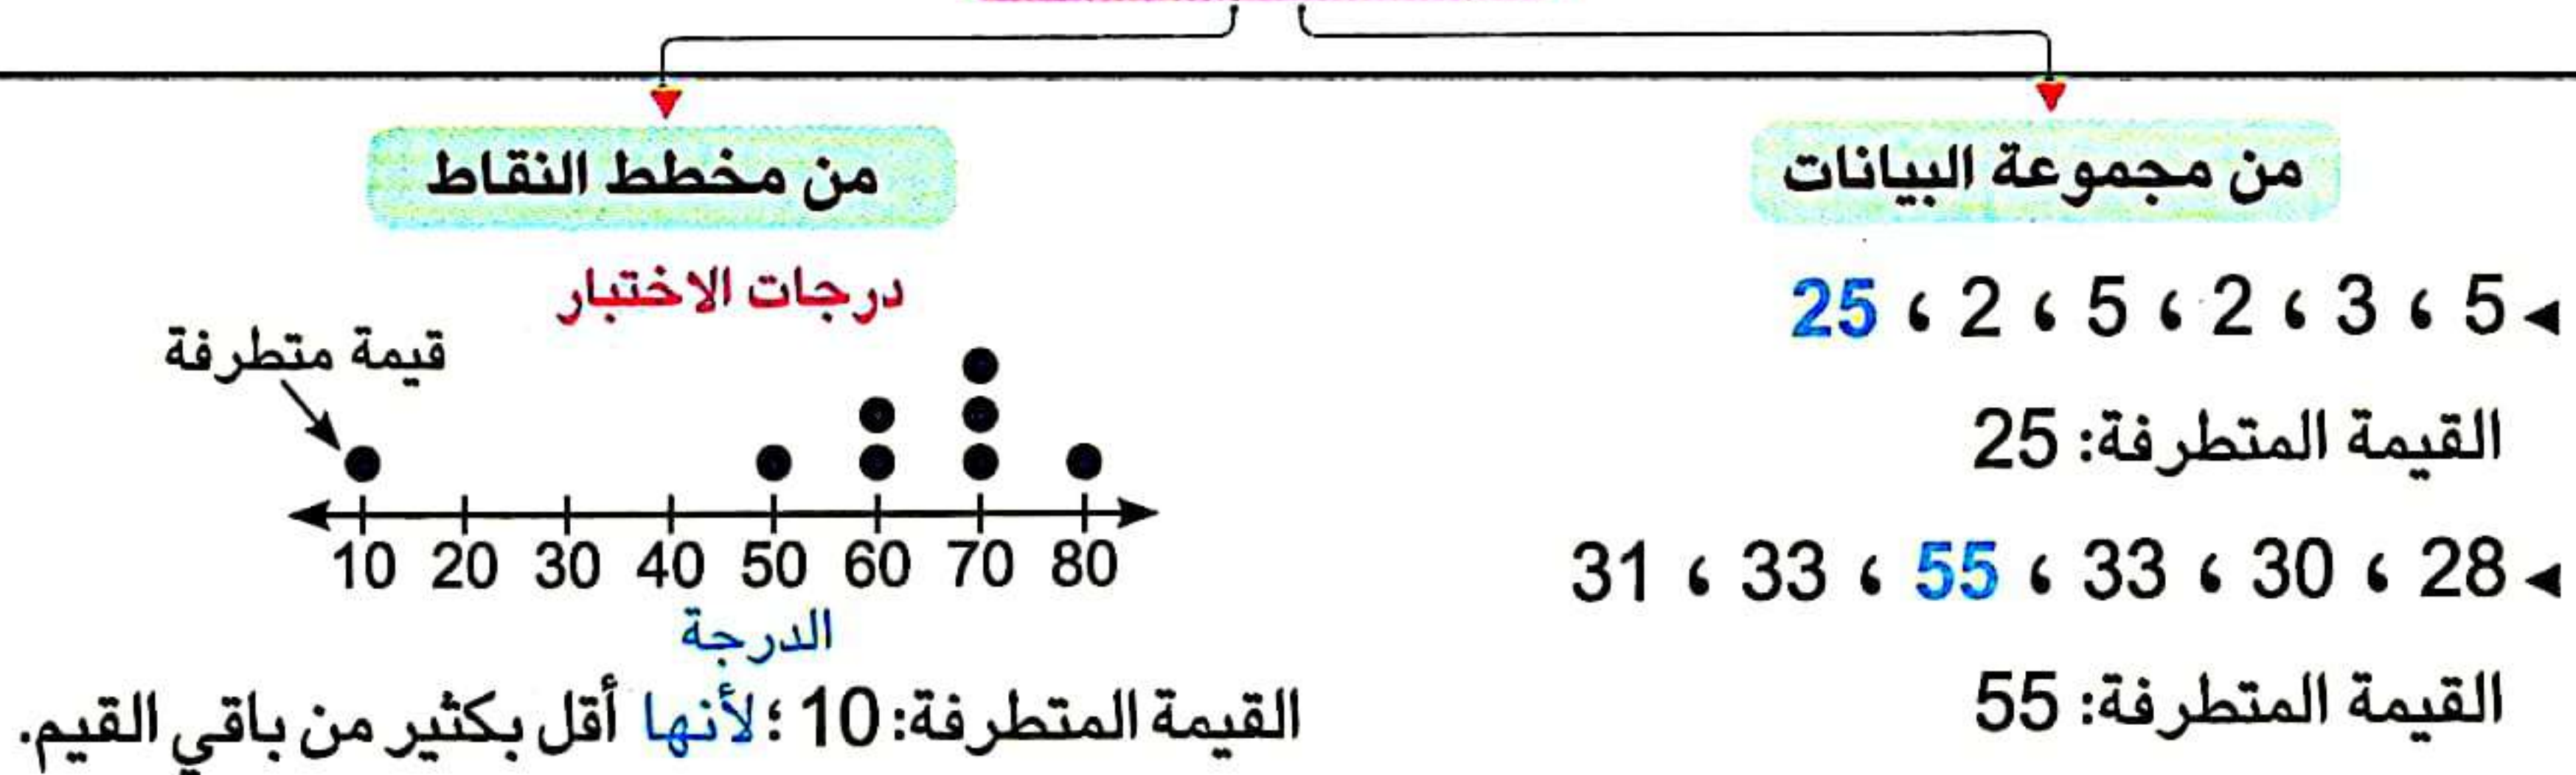 من مجموعة البيانات
5 ، 3 ، 2 ، 5 ، 2 ، 25
القيمة المتطرفة: 25
28 ، 30 ، 33 ، 55 ، 33 ، 31
القيمة المتطرفة: 55
من مخطط النقاط
درجات الاختبار
قيمة متطرفة
10 20 30 40 50 60 70 80
الدرجة
القيمة المتطرفة: 10 ؛ لأنها أقل بكثير من باقي القيم.